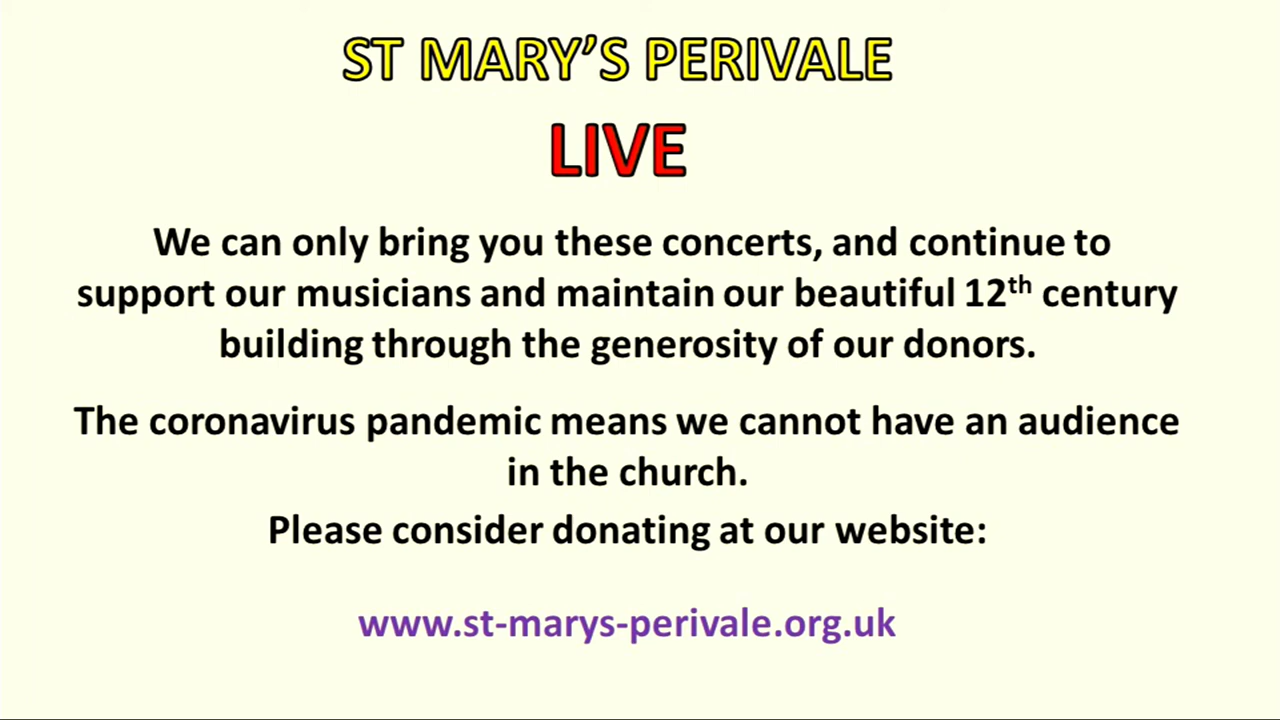 ST MARY’S PERIVALE
LIVE
We can only bring you these concerts, and continue to
support our musicians and maintain our beautiful 12th century
building through the generosity of our donors.
The coronavirus pandemic means we cannot have an audience
in the church.
Please consider donating at our website:
www.st-marys-perivale.org.uk